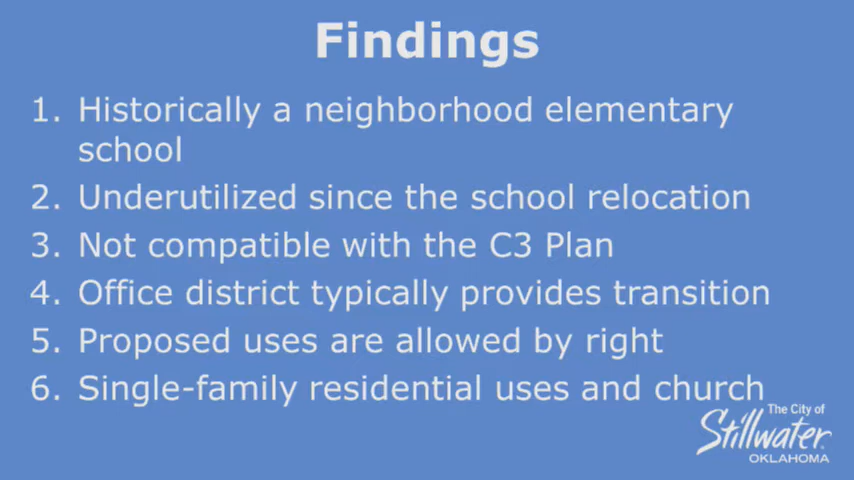 Findings
1. Historically a neighborhood elementary
school
2. Underutilized since the school relocation
3. Not compatible with the C3 Plan
4. Office district typically provides transition
5. Proposed uses are allowed by right
6. Single-family residential uses and church
The City of
Stillwater
OKLAHOMA